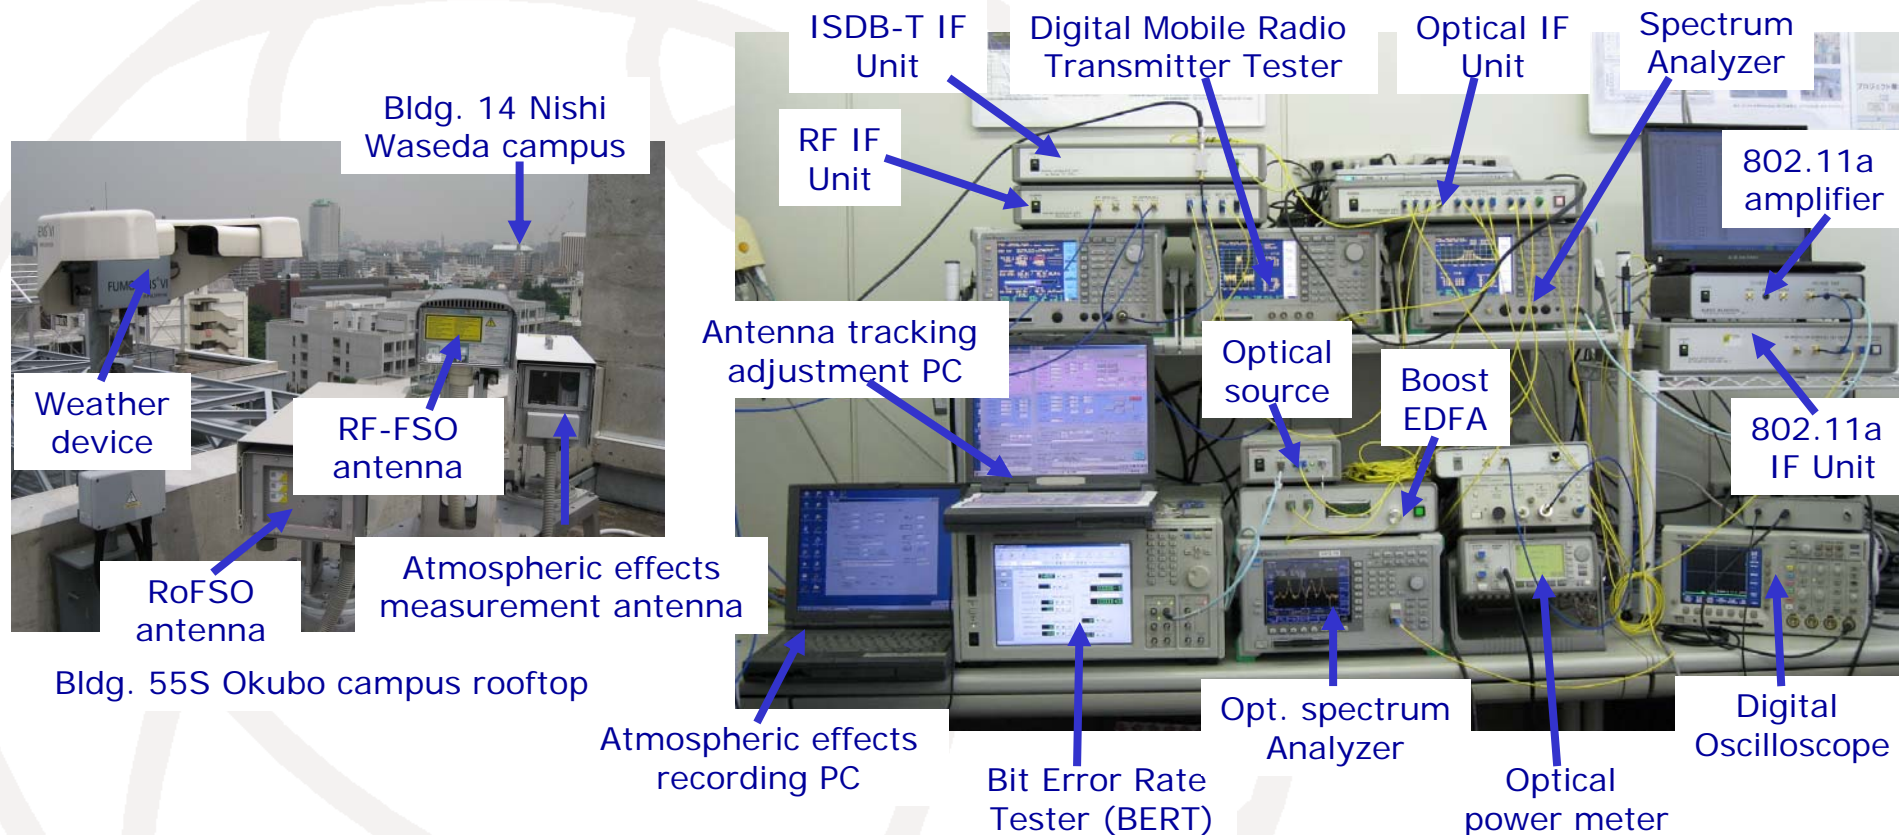 ISDB-T IF
Unit
Digital Mobile Radio
Transmitter Tester
Optical IF
Unit
Spectrum
Analyzer
Bldg. 14 Nishi
Waseda campus
RF IF
Unit
802.11a
amplifier
Antenna tracking
adjustment PC
Optical
source
Boost
EDFA
Weather
device
RF-FSO
antenna
802.11a
IF Unit
RoFSO
antenna
Atmospheric effects
measurement antenna
Bldg. 55S Okubo campus rooftop
Atmospheric effects
recording PC
Bit Error Rate
Tester (BERT)
Opt. spectrum
Analyzer
Optical
power meter
Digital
Oscilloscope